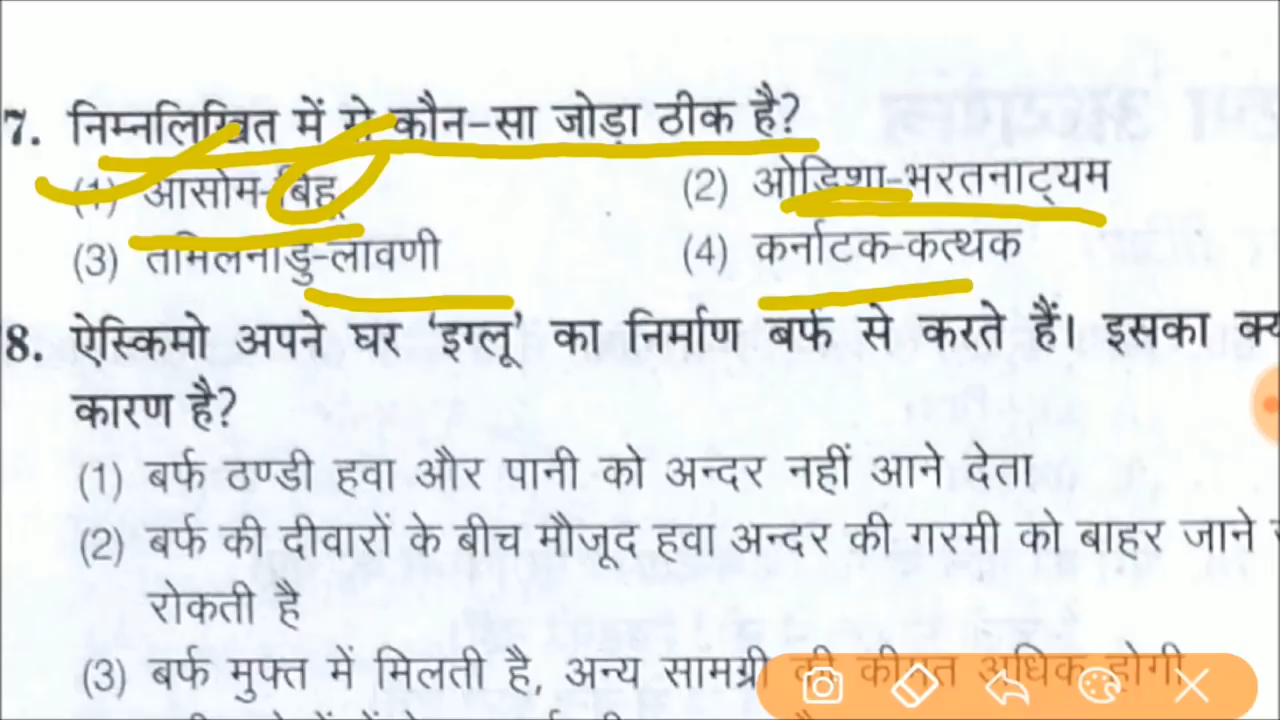 7. निम्नलिखित में से कौन-सा जोड़ा ठीक है?
(1) आसोम-बिहू (2) ओडिशा-भरतनाट्यम
(3) तमिलनाडु-लावणी (4) कर्नाटक-कत्थक
8. ऐस्किमो अपने घर 'इग्लू' का निर्माण बर्फ से करते हैं। इसका
कारण है?
(1) बर्फ ठण्डी हवा और पानी को अन्दर नहीं आने देता
(2) बर्फ की दीवारों के बीच मौजूद हवा अन्दर की गरमी को बाहर जाने
रोकती है
(3) बर्फ मुफ्त में मिलती है, अन्य सामग्री की कीमत अधिक होगी